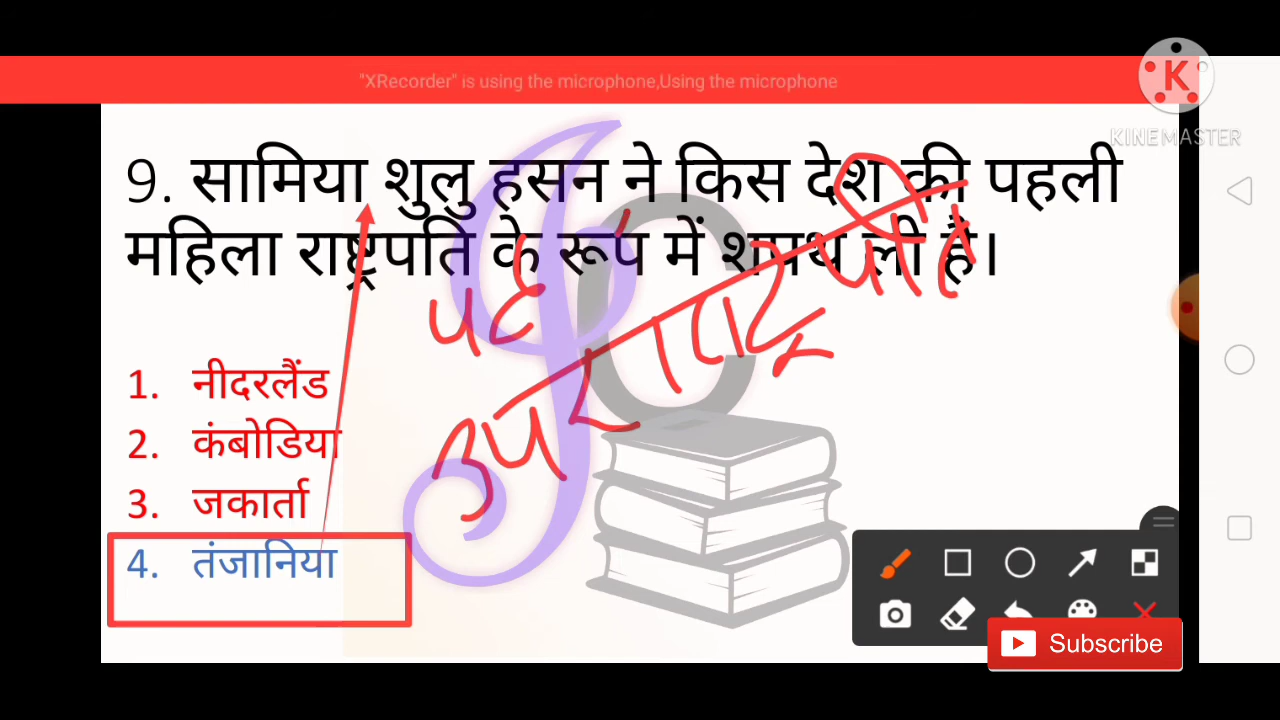 "XRecorder" is using the microphone,Using the microphone
K
KINEMASTER
9. सामिया शुलु हसन ने किस देश की पहली
महिला राष्ट्रपति के रूप में शपथ ली है।
1. नीदरलैंड
2. कंबोडिया
3. जकार्ता
4. तंजानिया
Subscribe